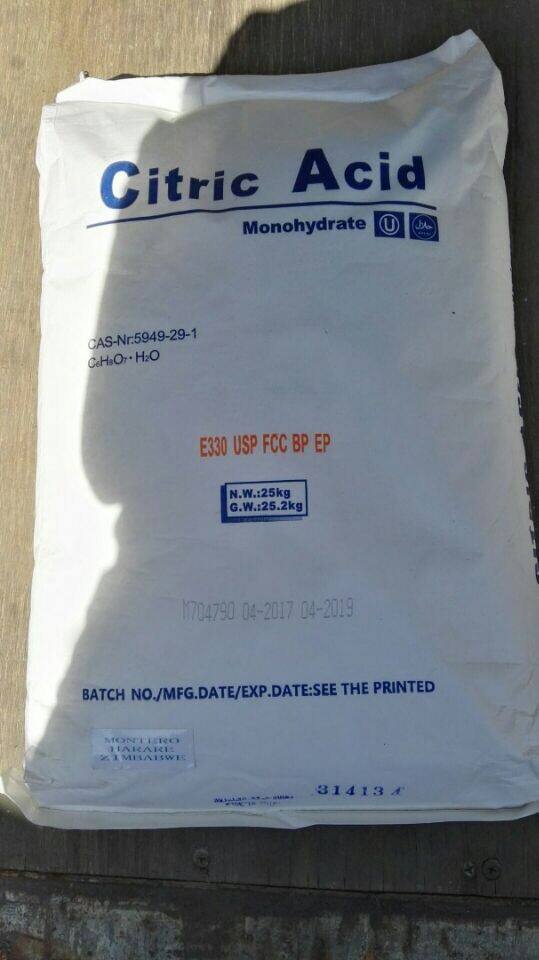 Citric Acid
Monohydrate U
CAS-Nr:5949-29-1
C₆H₈O₇·H₂O
E330 USP FCC BP EP
N.W.:25kg
G.W.:25.2kg
M704790 04-2017 04-2019
BATCH NO./MFG.DATE/EXP.DATE:SEE THE PRINTED
MONTERO
HARARE
ZIMBABWE
31413